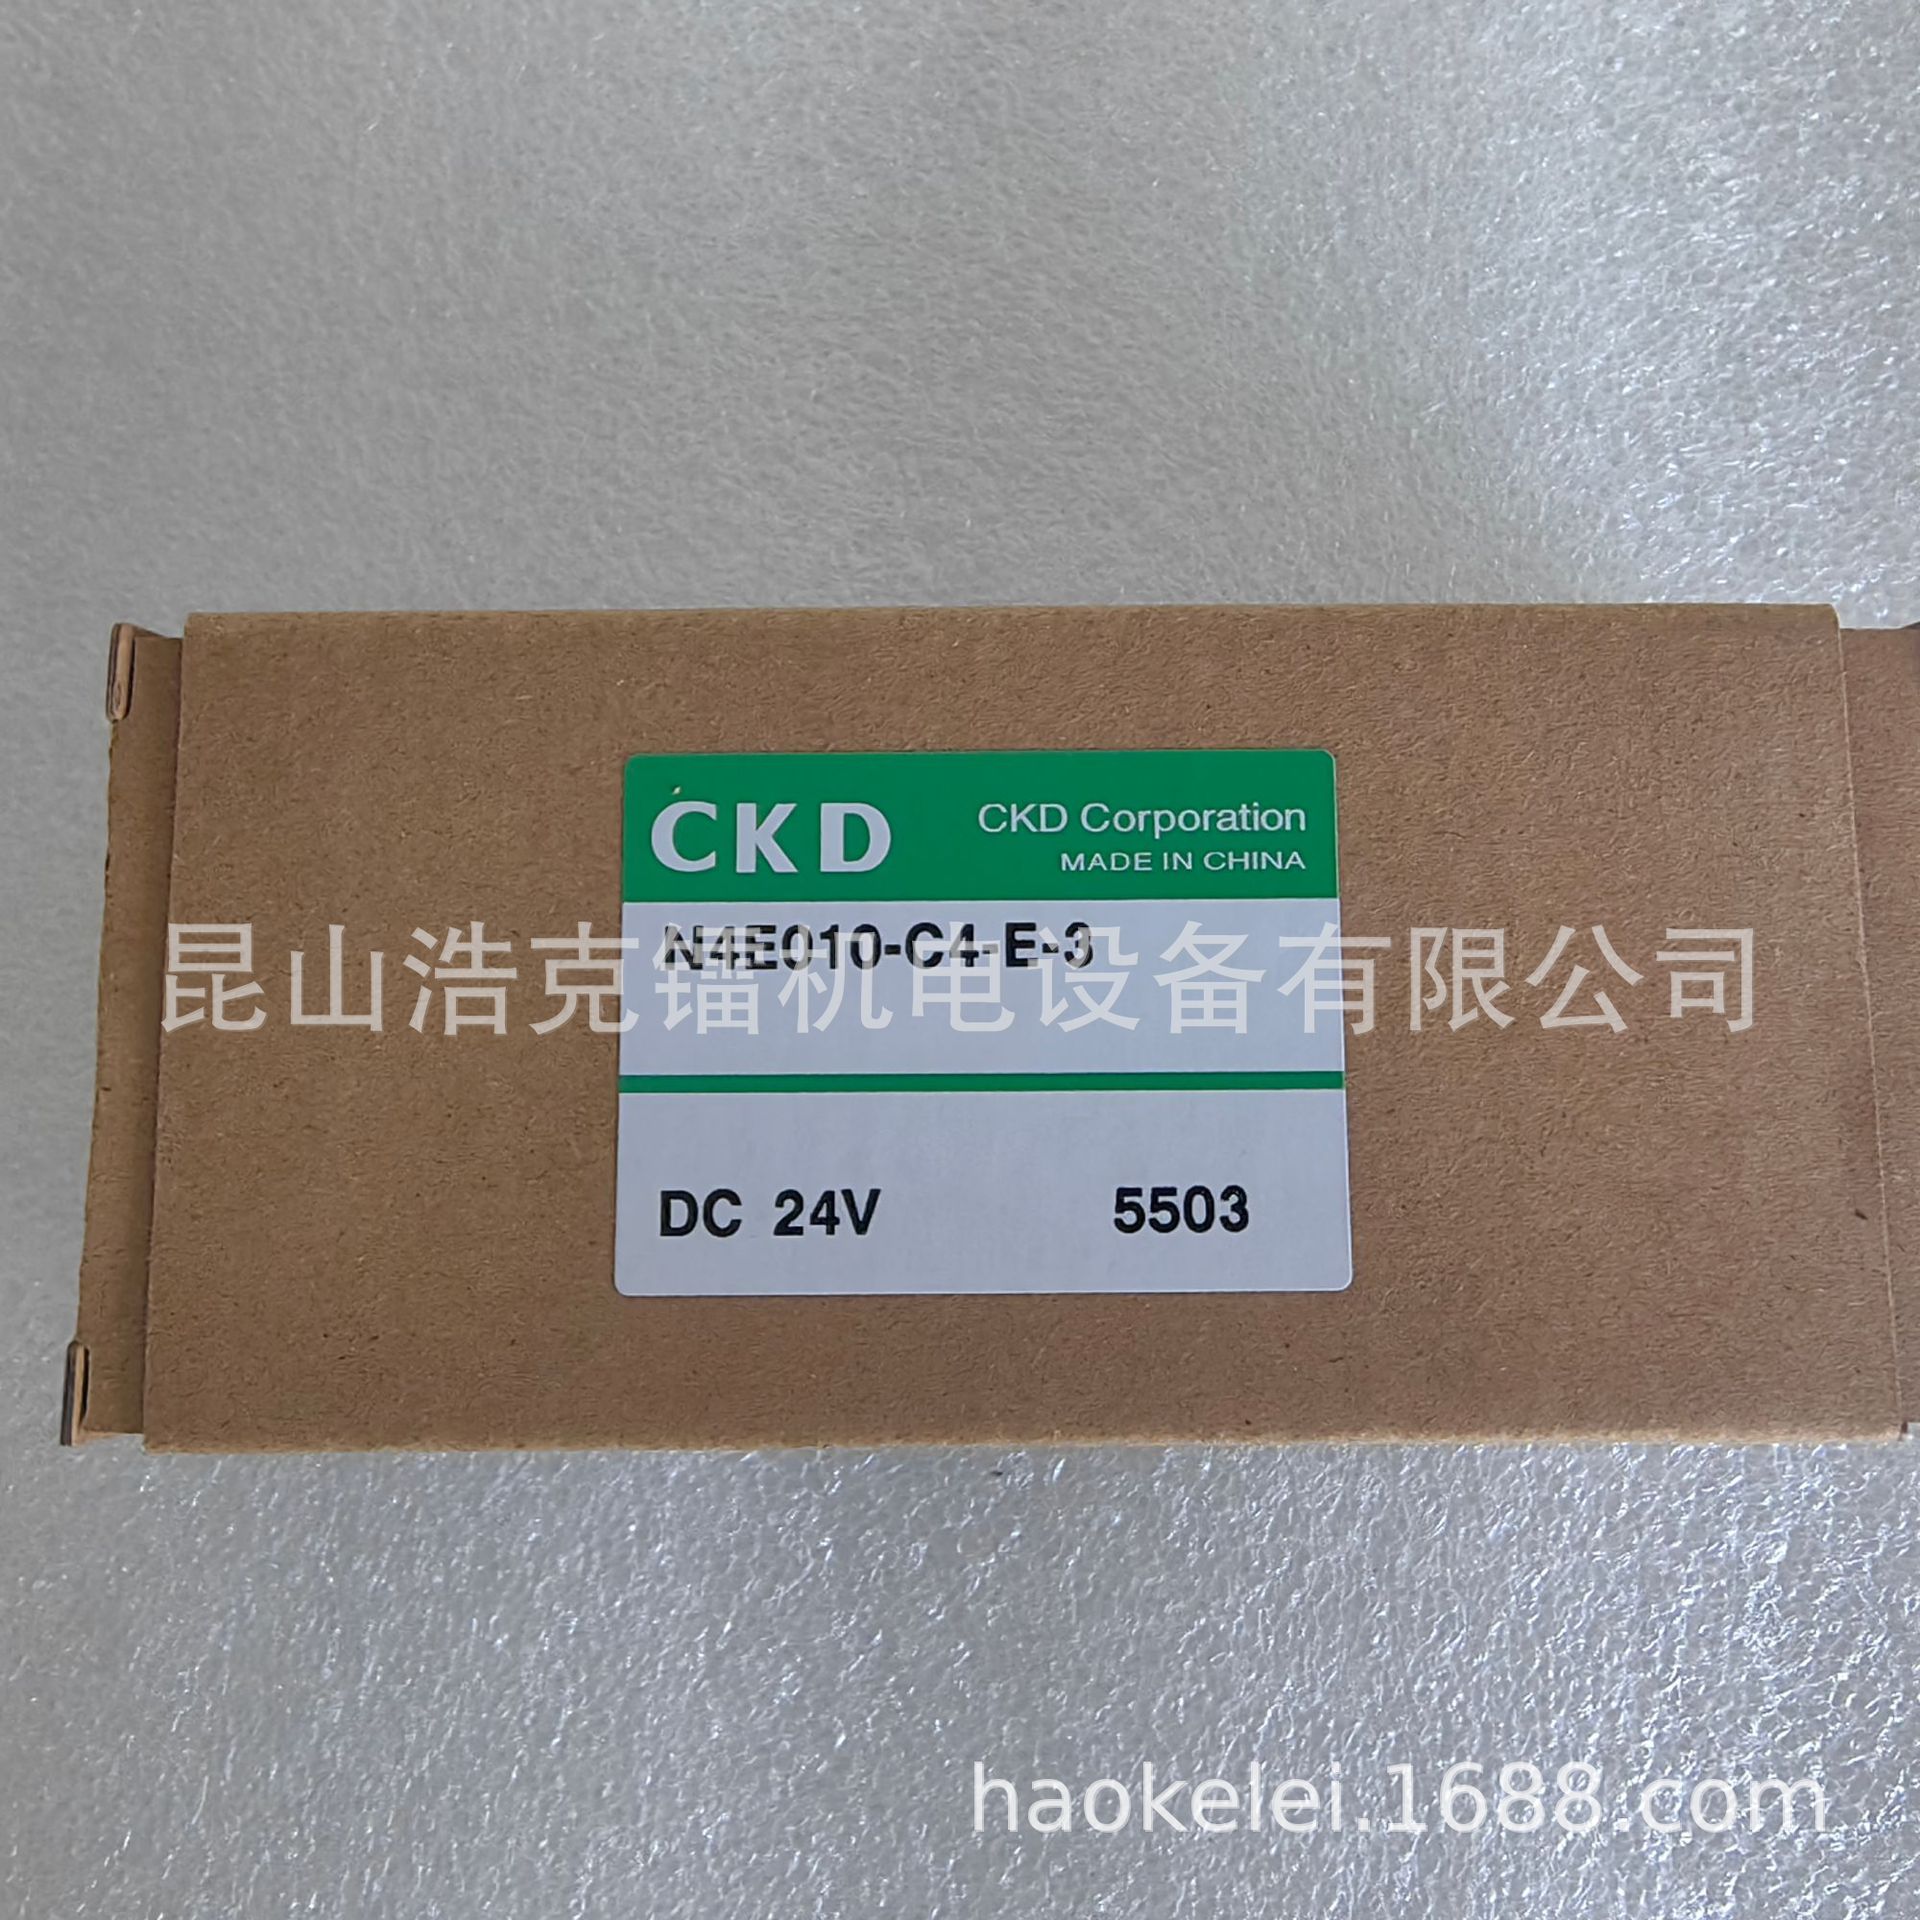 CKD
CKD Corporation
MADE IN CHINA
N4E010-C4-E-3
昆山浩克镭机电设备有限公司
DC 24V 5503
haokelei.1688.com